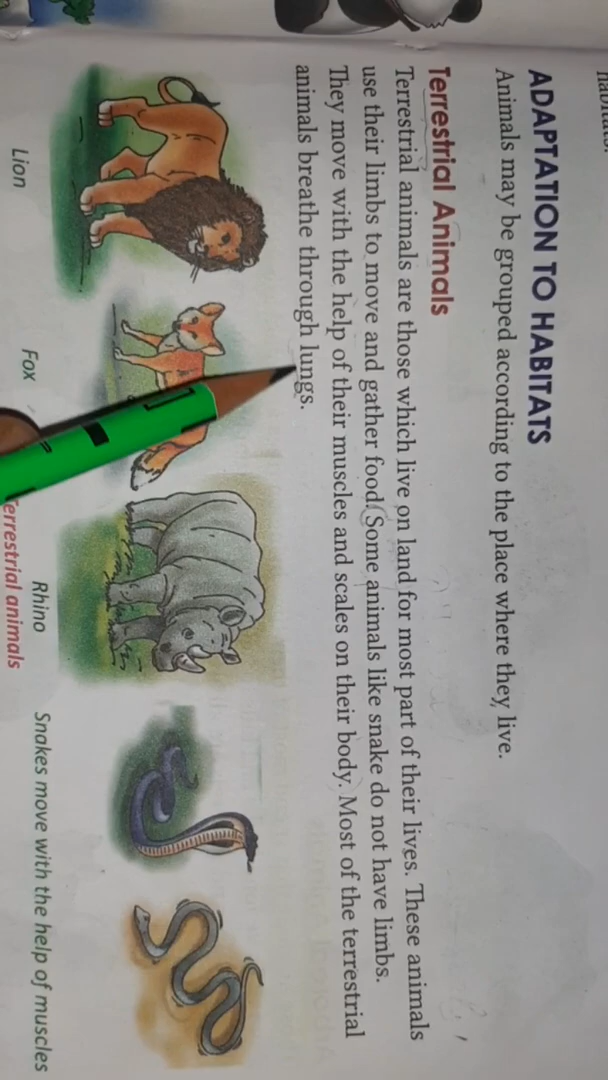 ADAPTATION TO HABITATS
Animals may be grouped according to the place where they live.
Terrestrial Animals
Terrestrial animals are those which live on land for most part of their lives. These animals
use their limbs to move and gather food. (Some animals like snake do not have limbs.
They move with the help of their muscles and scales on their body. Most of the terrestrial
animals breathe through lungs.
Lion
Fox
Rhino
Snakes move with the help of muscles
Terrestrial animals